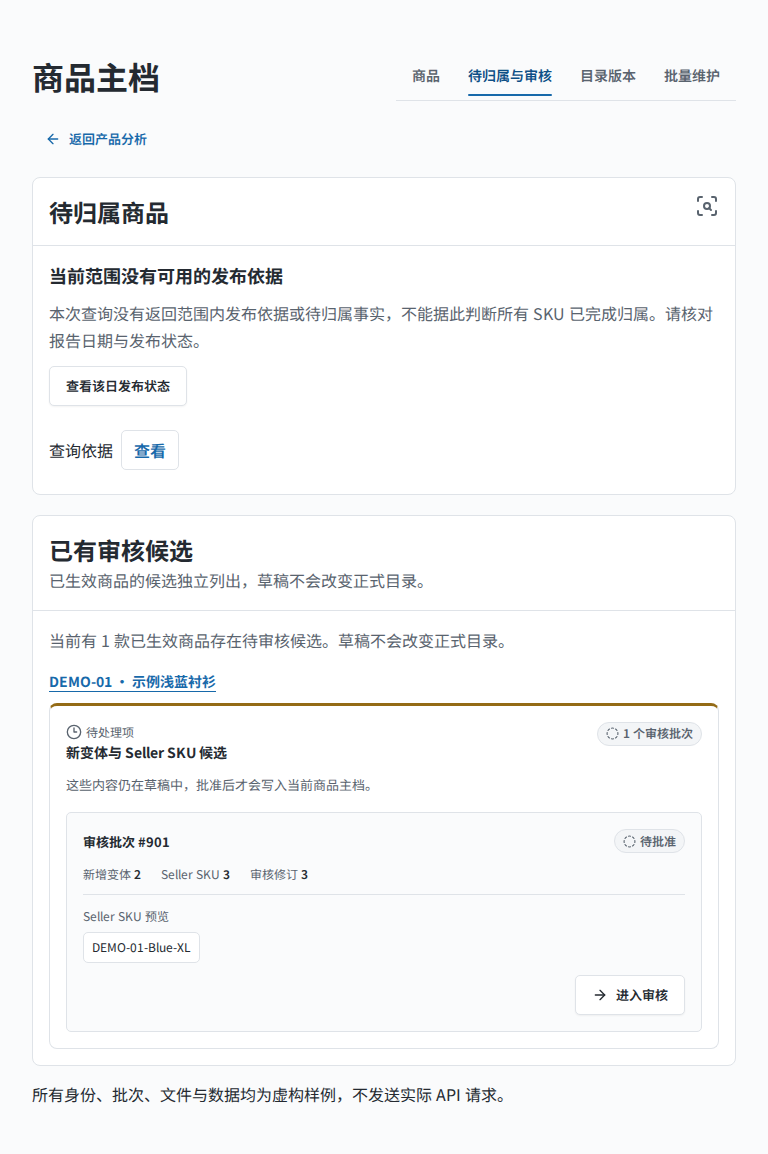 商品主档
商品 待归属与审核 目录版本 批量维护
返回产品分析
待归属商品
当前范围没有可用的发布依据
本次查询没有返回范围内发布依据或待归属事实，不能据此判断所有 SKU 已完成归属。请核对
报告日期与发布状态。
查看该日发布状态
查询依据 查看
已有审核候选
已生效商品的候选独立列出，草稿不会改变正式目录。
当前有 1 款已生效商品存在待审核候选。草稿不会改变正式目录。
DEMO-01 · 示例浅蓝衬衫
待处理项
1 个审核批次
新变体与 Seller SKU 候选
这些内容仍在草稿中，批准后才会写入当前商品主档。
审核批次 #901
待批准
新增变体 2 Seller SKU 3 审核修订 3
Seller SKU 预览
DEMO-01-Blue-XL
进入审核
所有身份、批次、文件与数据均为虚构样例，不发送实际 API 请求。